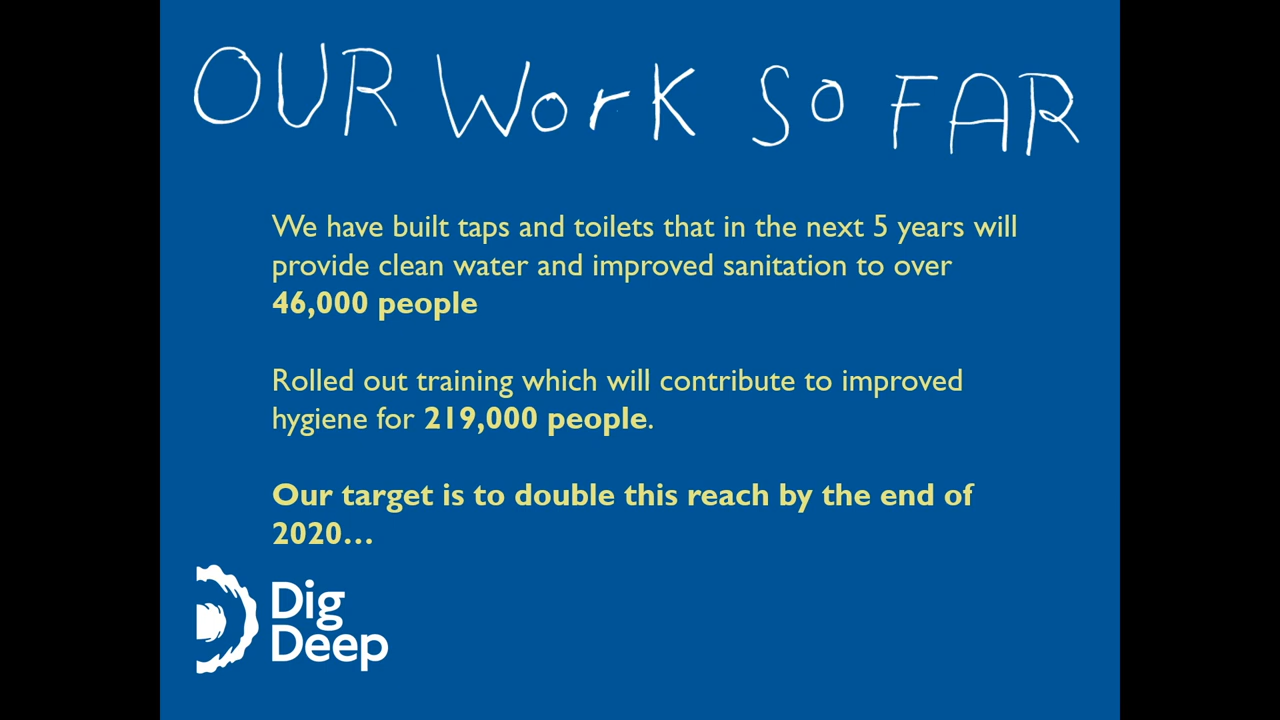 OUR Work So FAR
We have built taps and toilets that in the next 5 years will
provide clean water and improved sanitation to over
46,000 people
Rolled out training which will contribute to improved
hygiene for 219,000 people.
Our target is to double this reach by the end of
2020…
Dig
Deep